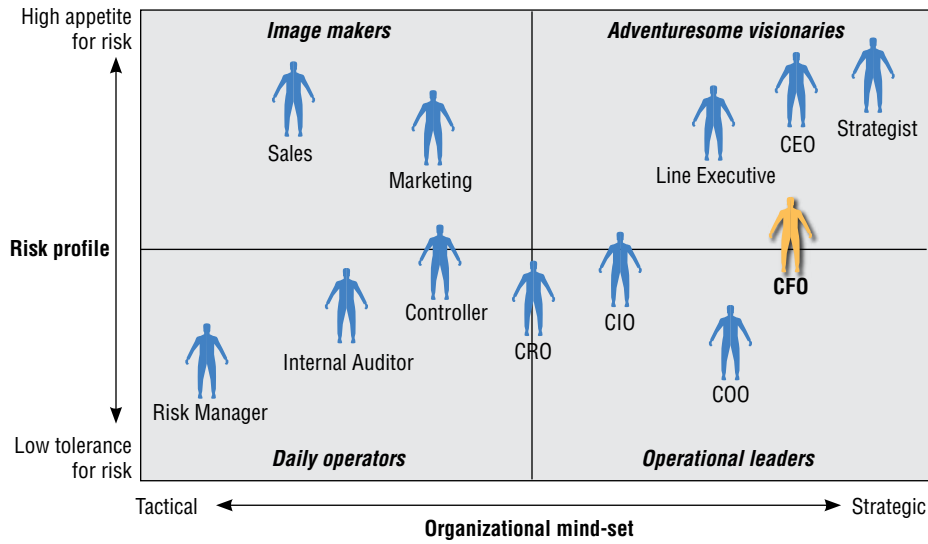 High appetite
for risk
Image makers
Adventuresome visionaries
Sales
Marketing
Line Executive
CEO
Strategist
Risk profile
CFO
Controller
Internal Auditor
CRO
CIO
COO
Risk Manager
Low tolerance
for risk
Daily operators
Operational leaders
Tactical
Strategic
Organizational mind-set